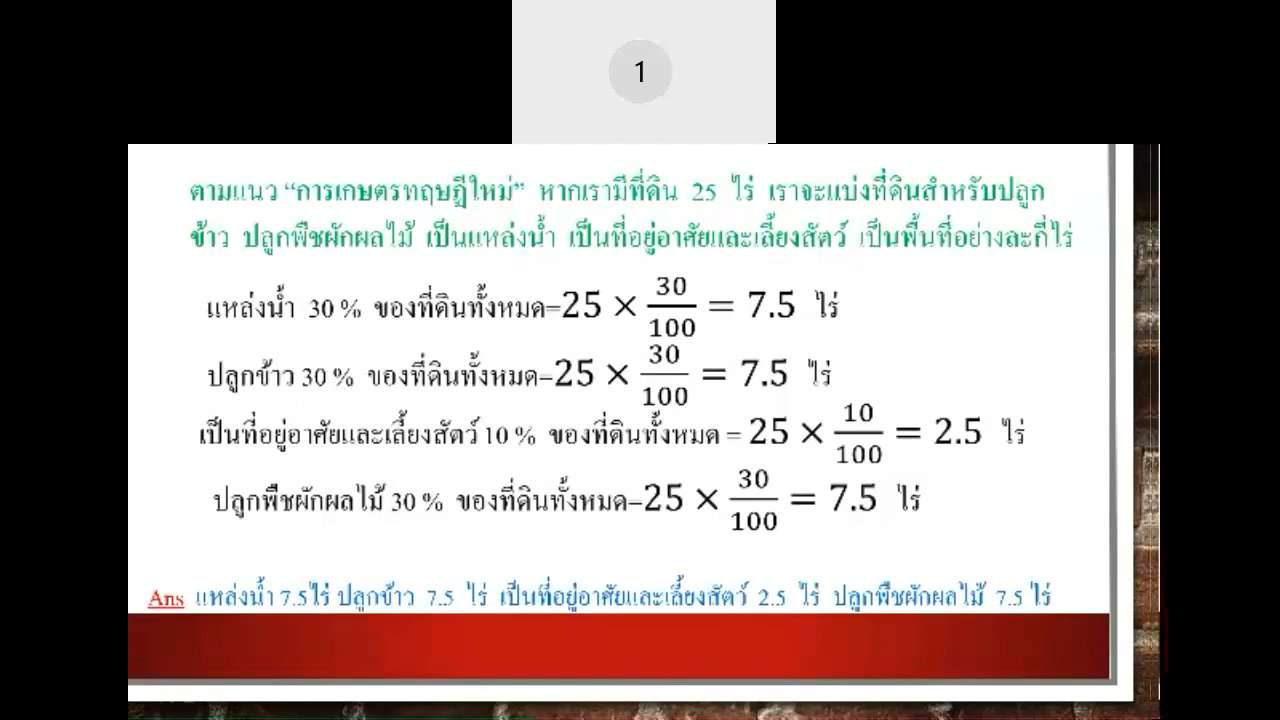 1
ตามแนว “การเกษตรทฤษฎีใหม่” หากเรามีที่ดิน 25 ไร่ เราจะแบ่งที่ดินสำหรับปลูก
ข้าว ปลูกพืชผักผลไม้ เป็นแหล่งน้ำ เป็นที่อยู่อาศัยและเลี้ยงสัตว์ เป็นพื้นที่อย่างละกี่ไร่
แหล่งน้ำ 30 % ของที่ดินทั้งหมด=25 × 30/100 = 7.5 ไร่
ปลูกข้าว 30 % ของที่ดินทั้งหมด=25 × 30/100 = 7.5 ไร่
เป็นที่อยู่อาศัยและเลี้ยงสัตว์ 10 % ของที่ดินทั้งหมด = 25 × 10/100 = 2.5 ไร่
ปลูกพืชผักผลไม้ 30 % ของที่ดินทั้งหมด=25 × 30/100 = 7.5 ไร่
Ans แหล่งน้ำ 7.5ไร่ ปลูกข้าว 7.5 ไร่ เป็นที่อยู่อาศัยและเลี้ยงสัตว์ 2.5 ไร่ ปลูกพืชผักผลไม้ 7.5 ไร่